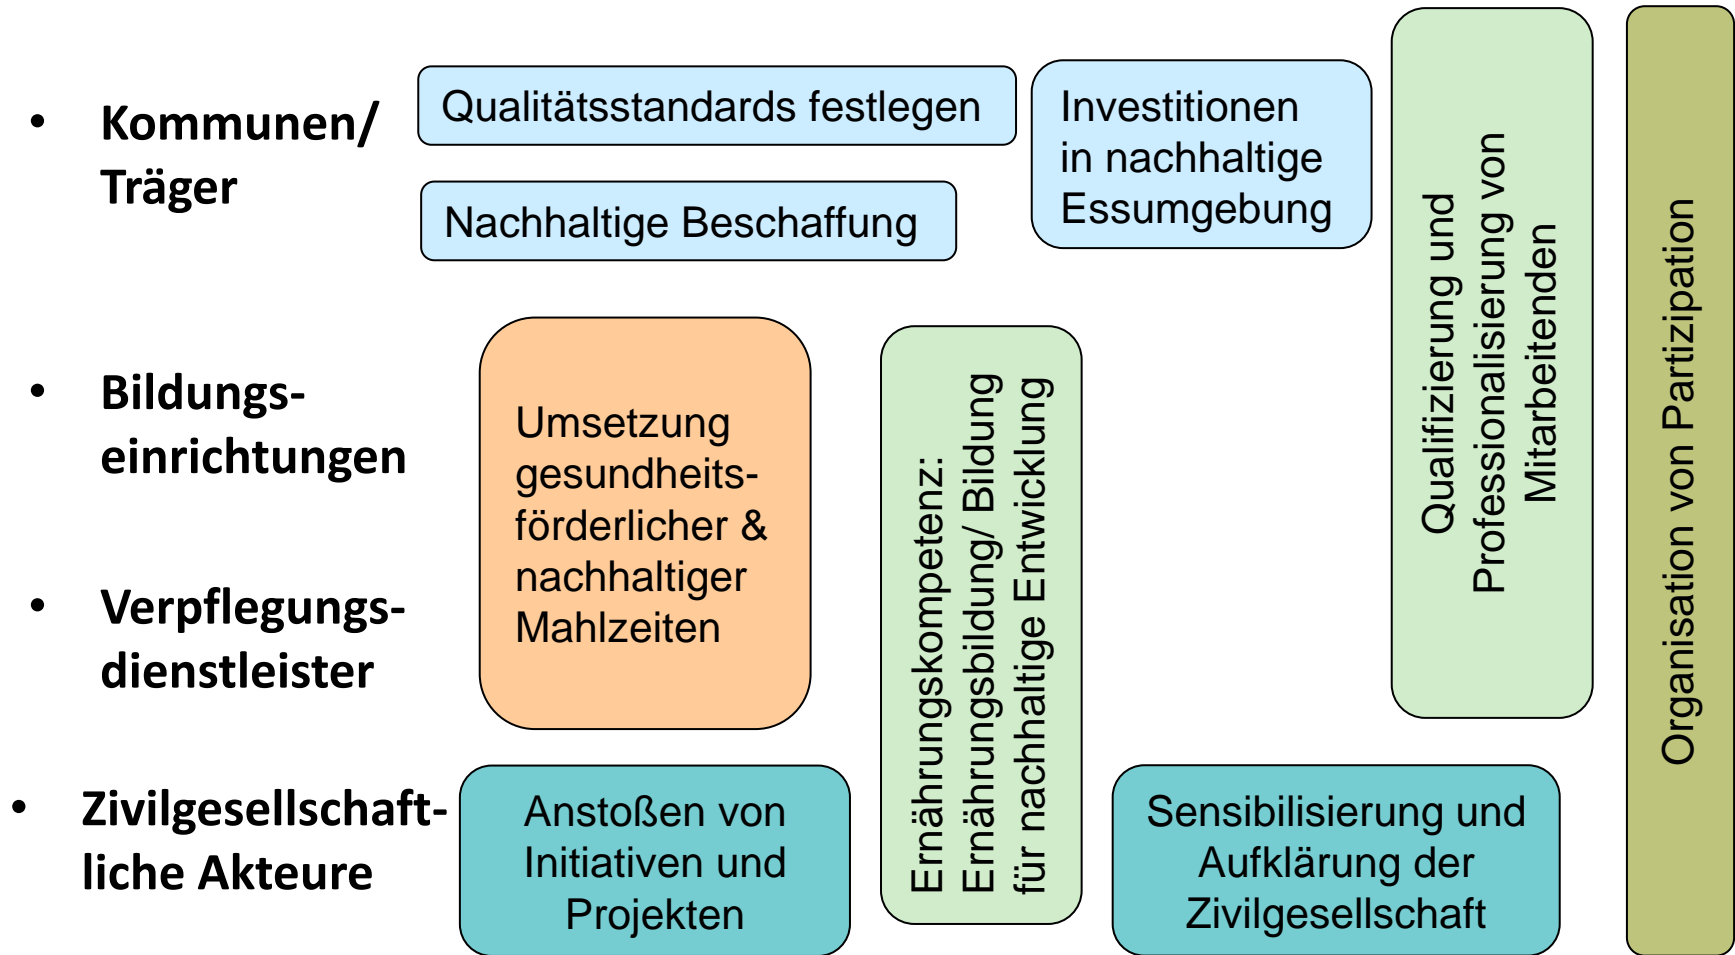 • Kommunen/
Träger
Qualitätsstandards festlegen
Nachhaltige Beschaffung
Investitionen
in nachhaltige
Essumgebung
• Bildungs-
einrichtungen
• Verpflegungs-
dienstleister
Umsetzung
gesundheits-
förderlicher &
nachhaltiger
Mahlzeiten
Ernährungskompetenz:
Ernährungsbildung/ Bildung
für nachhaltige Entwicklung
Qualifizierung und
Professionalisierung von
Mitarbeitenden
Organisation von Partizipation
• Zivilgesellschaft-
liche Akteure
Anstoßen von
Initiativen und
Projekten
Sensibilisierung und
Aufklärung der
Zivilgesellschaft